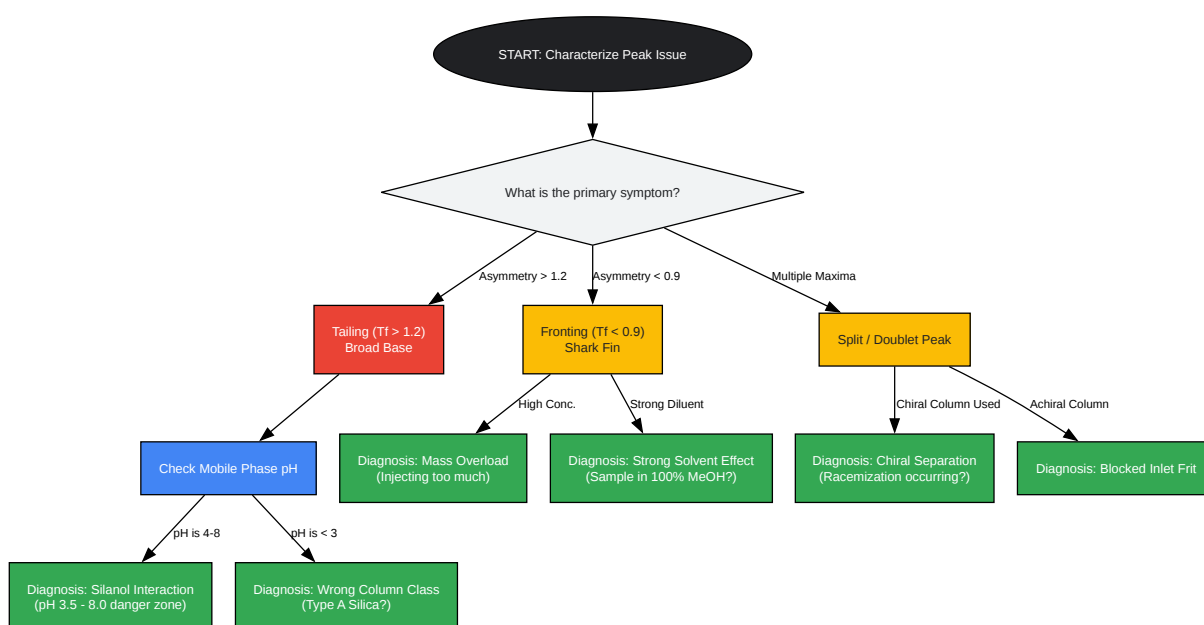 START: Characterize Peak Issue
What is the primary symptom?
Asymmetry > 1.2
Asymmetry < 0.9
Multiple Maxima
Tailing (Tf > 1.2)
Broad Base
Fronting (Tf < 0.9)
Shark Fin
Split / Doublet Peak
High Conc.
Strong Diluent
Chiral Column Used
Achiral Column
Check Mobile Phase pH
Diagnosis: Mass Overload
(Injecting too much)
Diagnosis: Strong Solvent Effect
(Sample in 100% MeOH?)
Diagnosis: Chiral Separation
(Racemization occurring?)
Diagnosis: Blocked Inlet Frit
pH is 4-8
pH is < 3
Diagnosis: Silanol Interaction
(pH 3.5 - 8.0 danger zone)
Diagnosis: Wrong Column Class
(Type A Silica?)